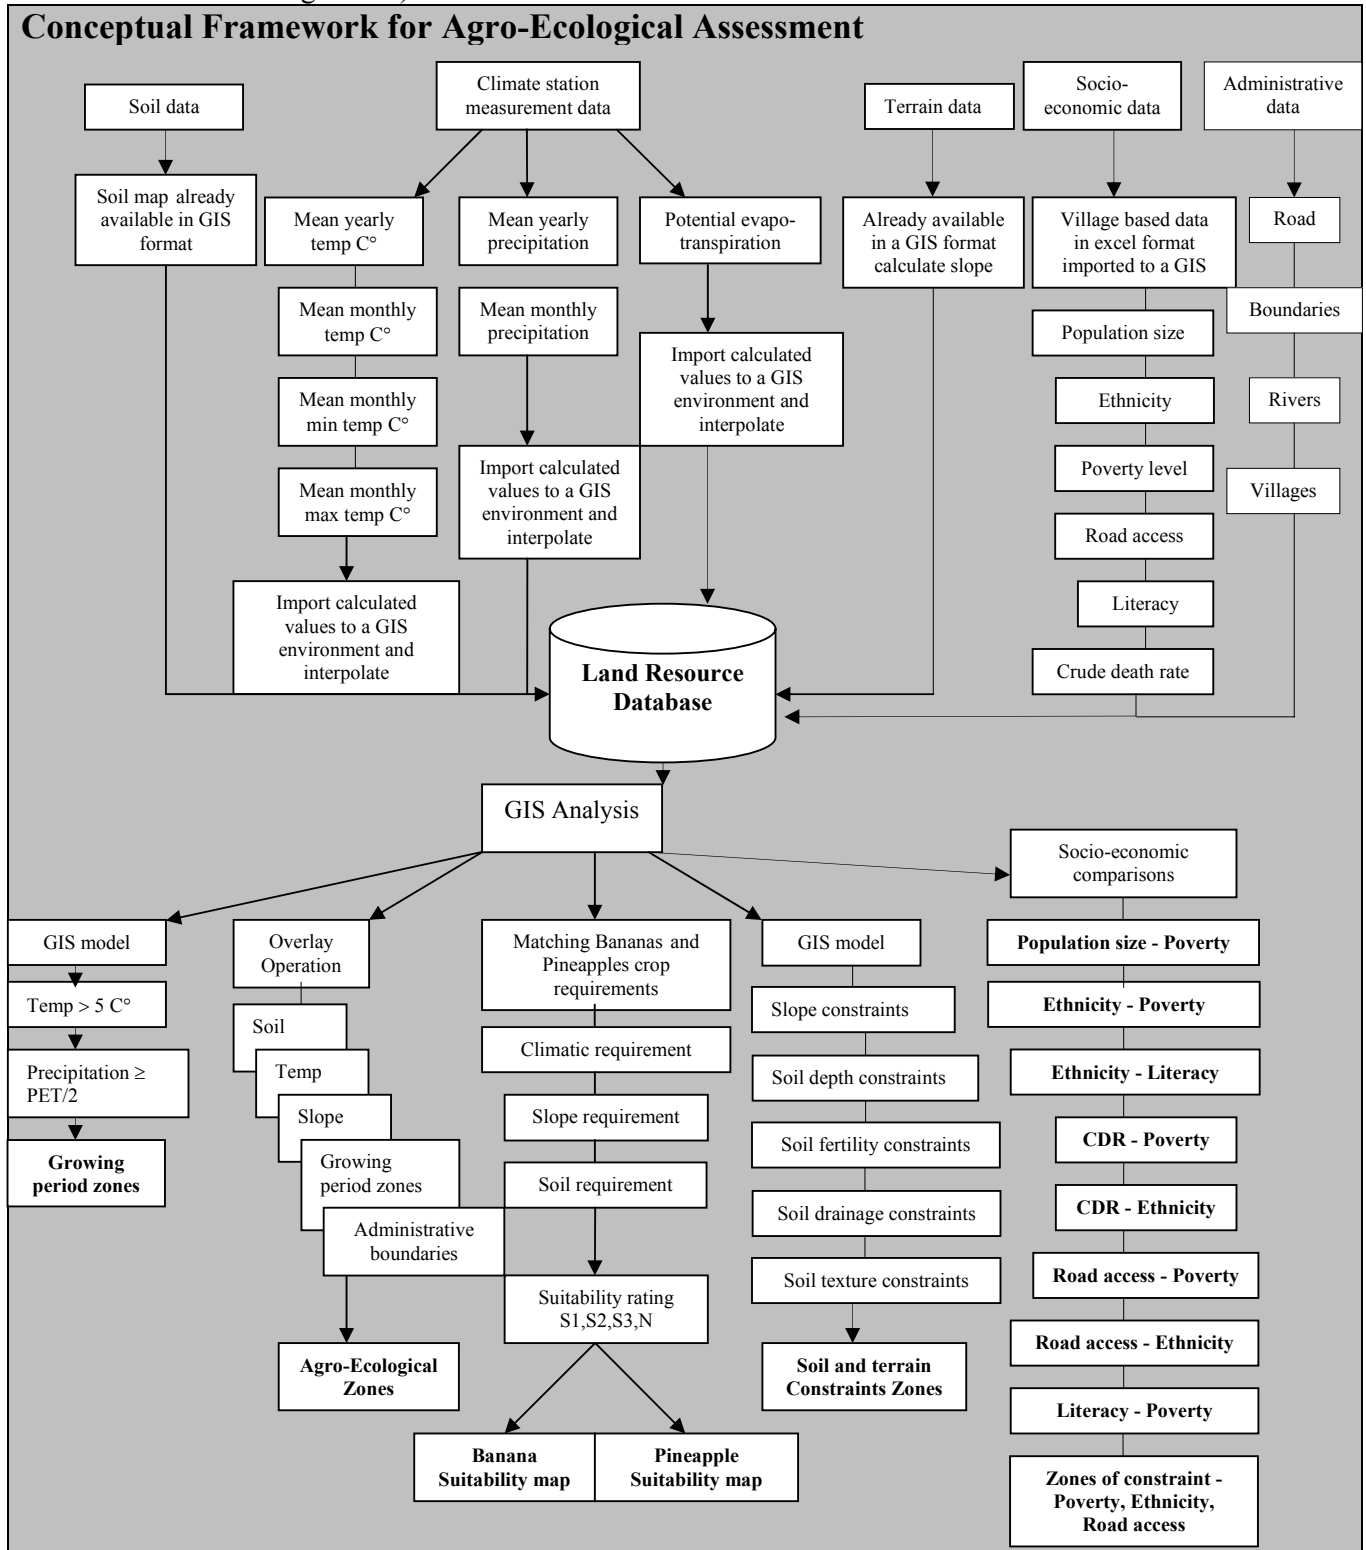 Conceptual Framework for Agro-Ecological Assessment
Soil data
Climate station
measurement data
Terrain data
Socio-
economic data
Administrative
data
Soil map already
available in GIS
format
Mean yearly
temp C°
Mean yearly
precipitation
Potential evapo-
transpiration
Already available
in a GIS format
calculate slope
Village based data
in excel format
imported to a GIS
Road
Mean monthly
temp C°
Mean monthly
precipitation
Boundaries
Population size
Import calculated
values to a GIS
environment and
interpolate
Mean monthly
min temp C°
Ethnicity
Rivers
Import calculated
values to a GIS
environment and
interpolate
Poverty level
Mean monthly
max temp C°
Villages
Road access
Import calculated
values to a GIS
environment and
interpolate
Literacy
Land Resource
Database
Crude death rate
GIS Analysis
Socio-economic
comparisons
GIS model
Overlay
Operation
Matching Bananas and
Pineapples crop
requirements
GIS model
Population size - Poverty
Temp > 5 C°
Soil
Slope constraints
Ethnicity - Poverty
Precipitation ≥
PET/2
Temp
Climatic requirement
Soil depth constraints
Ethnicity - Literacy
Slope
Slope requirement
Soil fertility constraints
CDR - Poverty
Growing
period zones
Growing
period zones
Soil requirement
Soil drainage constraints
CDR - Ethnicity
Administrative
boundaries
Suitability rating
S1,S2,S3,N
Soil texture constraints
Road access - Poverty
Agro-Ecological
Zones
Soil and terrain
Constraints Zones
Road access - Ethnicity
Literacy - Poverty
Banana
Suitability map
Pineapple
Suitability map
Zones of constraint -
Poverty, Ethnicity,
Road access